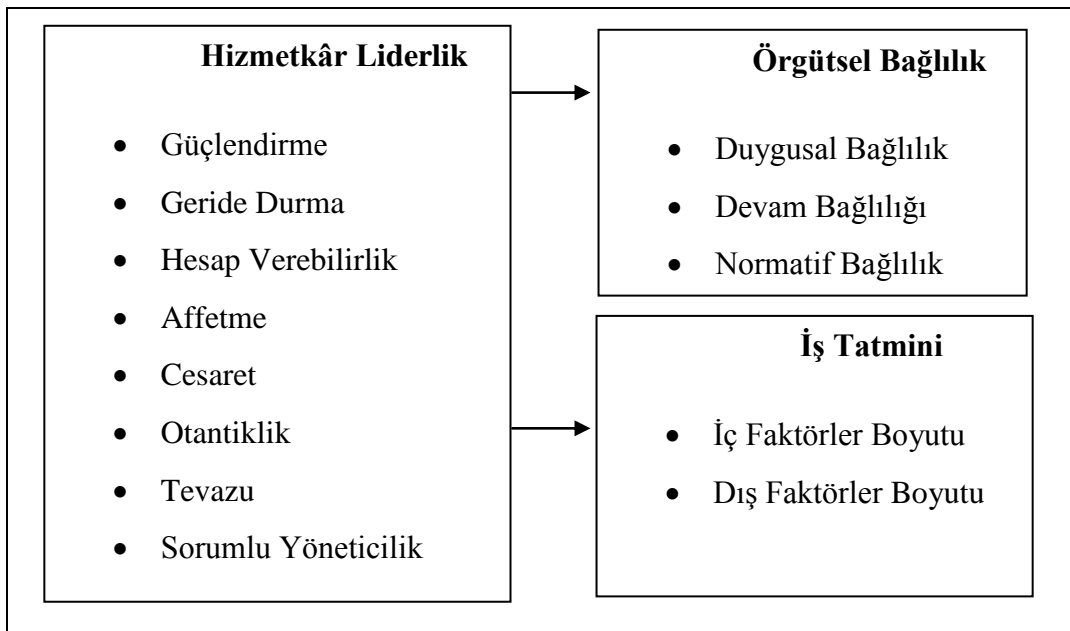 Hizmetkâr Liderlik
Güçlendirme
Geride Durma
Hesap Verebilirlik
Affetme
Cesaret
Otantiklik
Tevazu
Sorumlu Yöneticilik
Örgütsel Bağlılık
Duygusal Bağlılık
Devam Bağlılığı
Normatif Bağlılık
İş Tatmini
İç Faktörler Boyutu
Dış Faktörler Boyutu